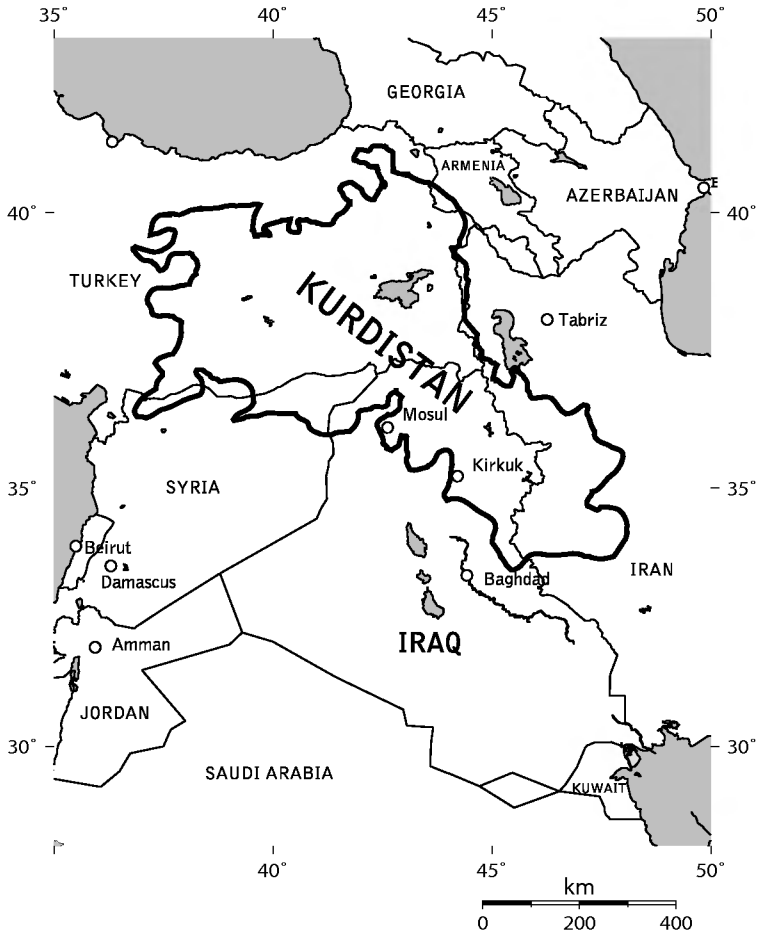 35°
40°
45°
50°
GEORGIA
ARMENIA
AZERBAIJAN
40°
40°
TURKEY
KURDISTAN
Tabriz
Mosul
Kirkuk
SYRIA
35°
35°
Beirut
Damascus
Baghdad
IRAN
Amman
IRAQ
JORDAN
30°
30°
SAUDI ARABIA
KUWAIT
35°
40°
45°
50°
km
0
200
400